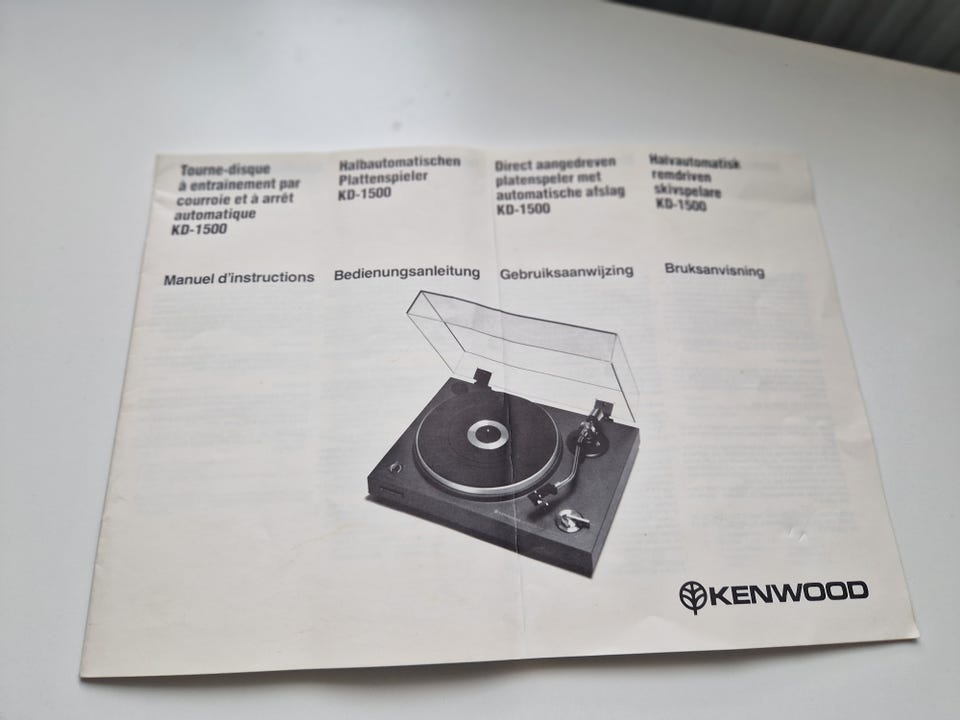 Tourne-disque
à entraînement par
courroie et à arrêt
automatique
KD-1500
Manuel d'instructions
Halbautomatischen
Plattenspieler
KD-1500
Bedienungsanleitung
Direct aangedreven
platenspeler met
automatische afslag
KD-1500
Gebruiksaanwijzing
Halvautomatisk
remdriven
skivspelare
KD-1500
Bruksanvisning
KENWOOD